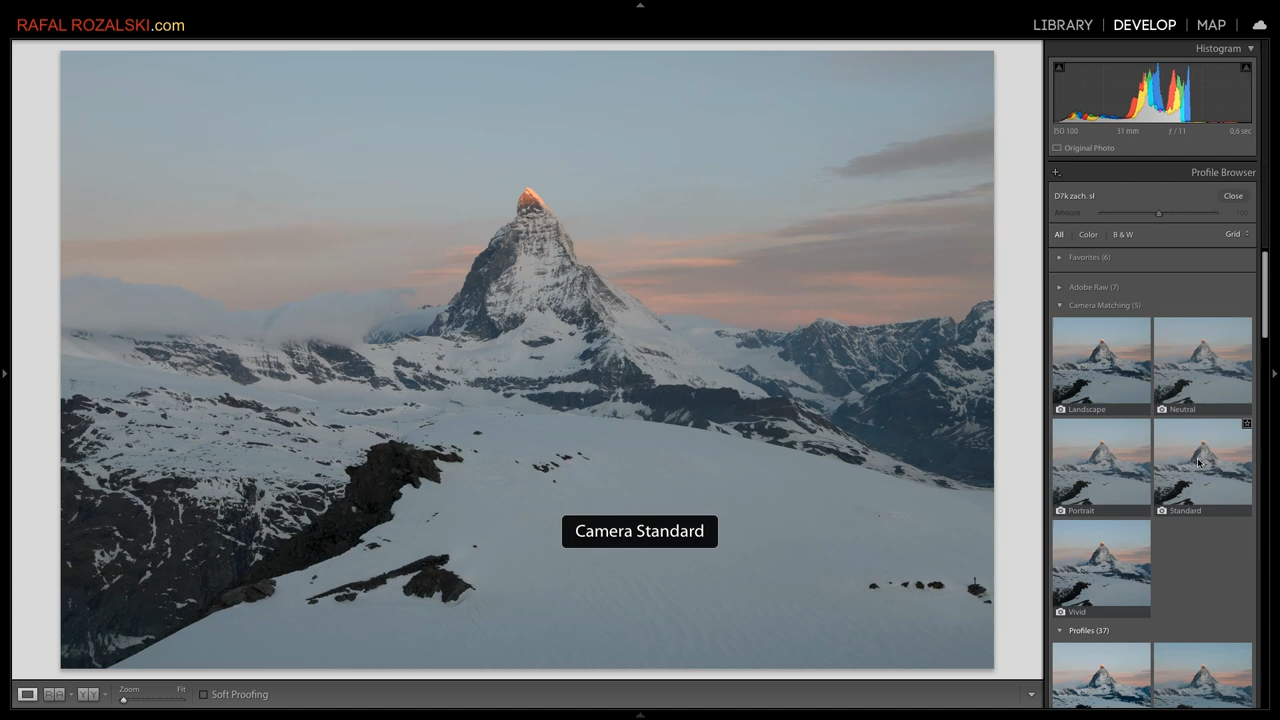 RAFAL ROZALSKI.com
LIBRARY | DEVELOP | MAP |
Histogram
ISO 100 31 mm ƒ / 11 0,6 sec
Original Photo
Profile Browser
D7k zach. sł Close
Amount 100
All | Color | B & W Grid
Favorites (6)
Adobe Raw (7)
Camera Matching (5)
Landscape Neutral
Portrait Standard
Camera Standard
Vivid
Profiles (37)
R A Y Y Zoom Fit Soft Proofing